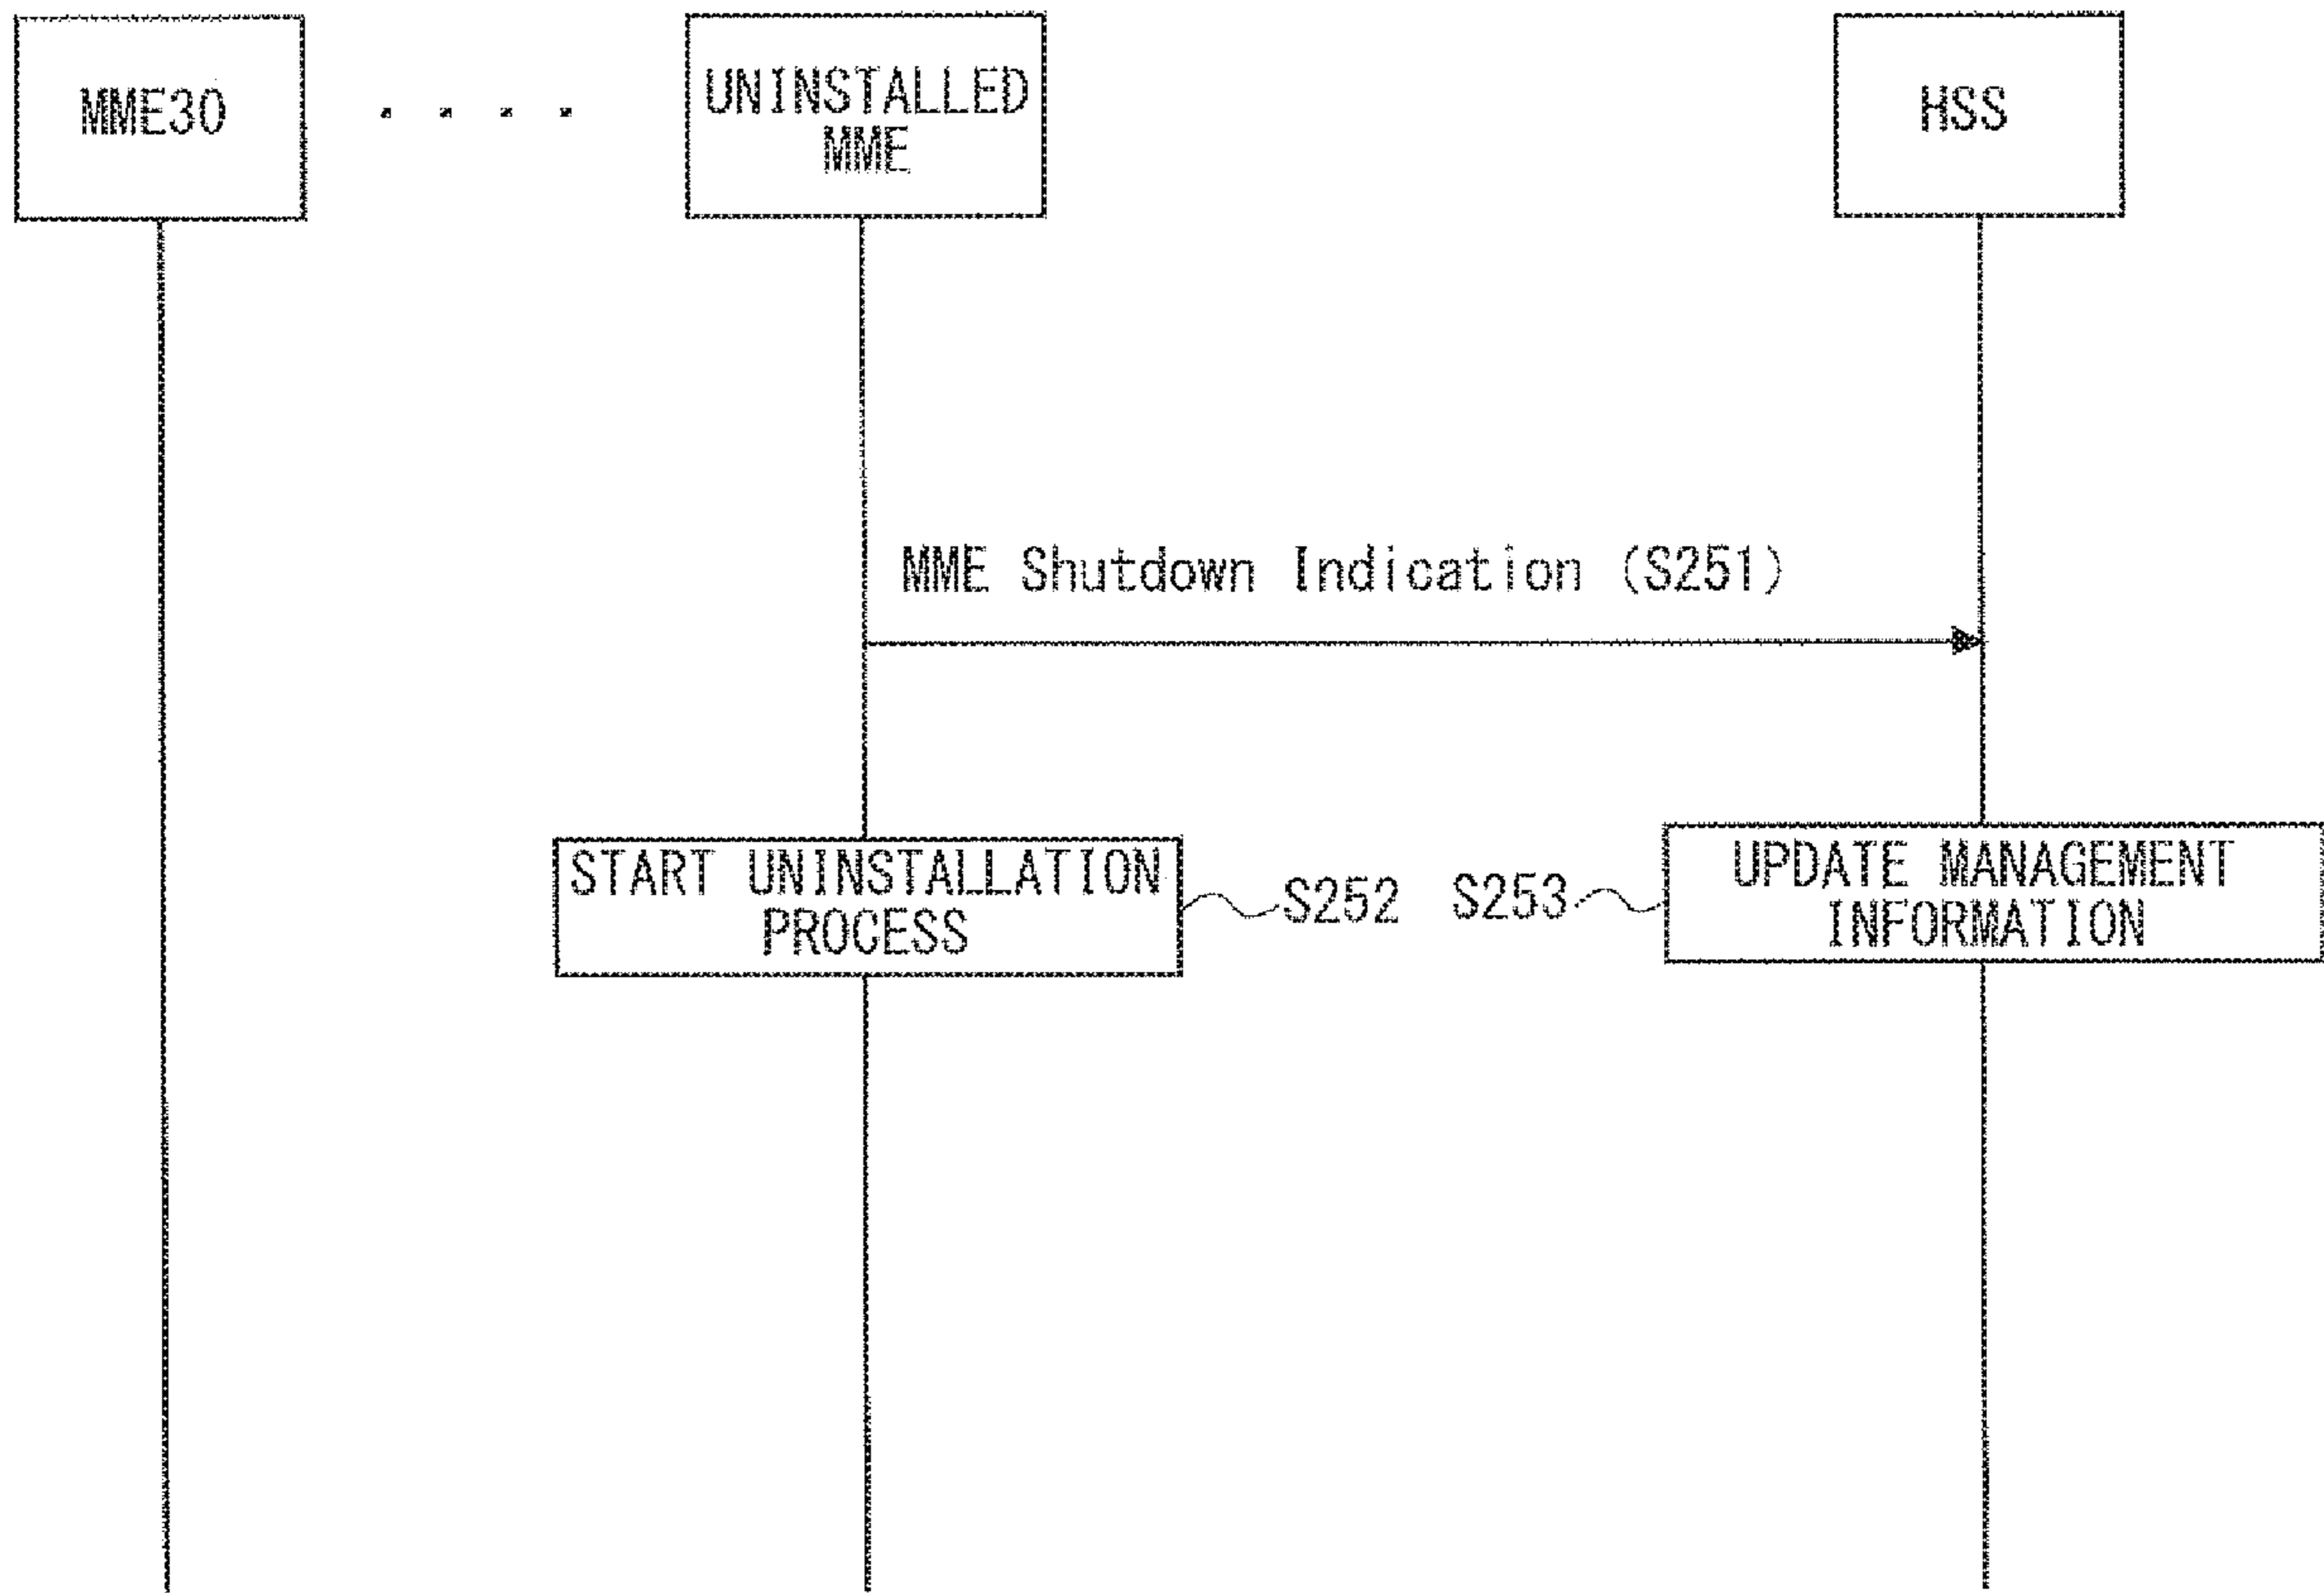 MME30
UNINSTALLED
MME
HSS
MME Shutdown Indication (S251)
START UNINSTALLATION
PROCESS
S252
S253
UPDATE MANAGEMENT
INFORMATION